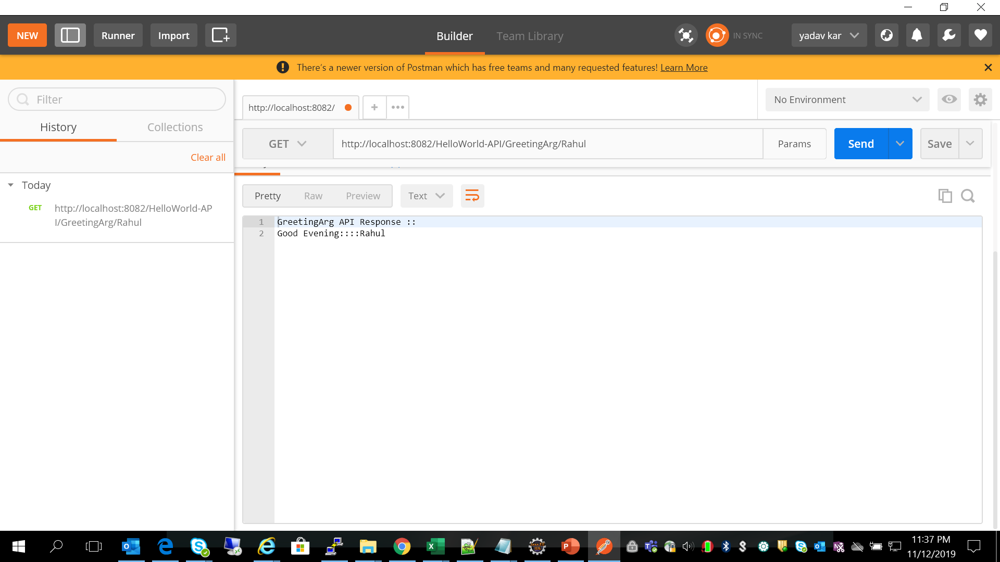 NEW
Runner
Import
Builder
Team Library
IN SYNC
yadav kar
There's a newer version of Postman which has free teams and many requested features! Learn More
Filter
History
Collections
Clear all
Today
GET
http://localhost:8082/HelloWorld-AP
I/GreetingArg/Rahul
http://localhost:8082/
No Environment
GET
http://localhost:8082/HelloWorld-API/GreetingArg/Rahul
Params
Send
Save
Pretty
Raw
Preview
Text
1 GreetingArg API Response ::
2 Good Evening::::Rahul
11:37 PM
11/12/2019